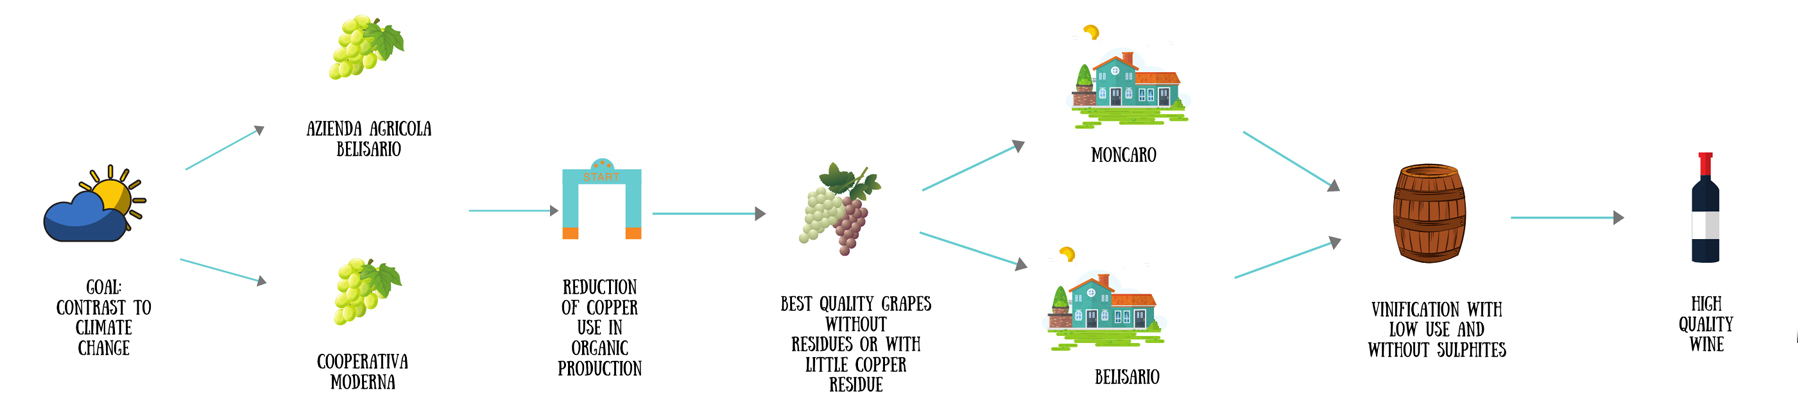 AZIENDA AGRICOLA
BELISARIO
GOAL:
CONTRAST TO
CLIMATE
CHANGE
COOPERATIVA
MODERNA
START
REDUCTION
OF COPPER
USE IN
ORGANIC
PRODUCTION
BEST QUALITY GRAPES
WITHOUT
RESIDUES OR WITH
LITTLE COPPER
RESIDUE
MONCARO
BELISARIO
VINIFICATION WITH
LOW USE AND
WITHOUT SULPHITES
HIGH
QUALITY
WINE